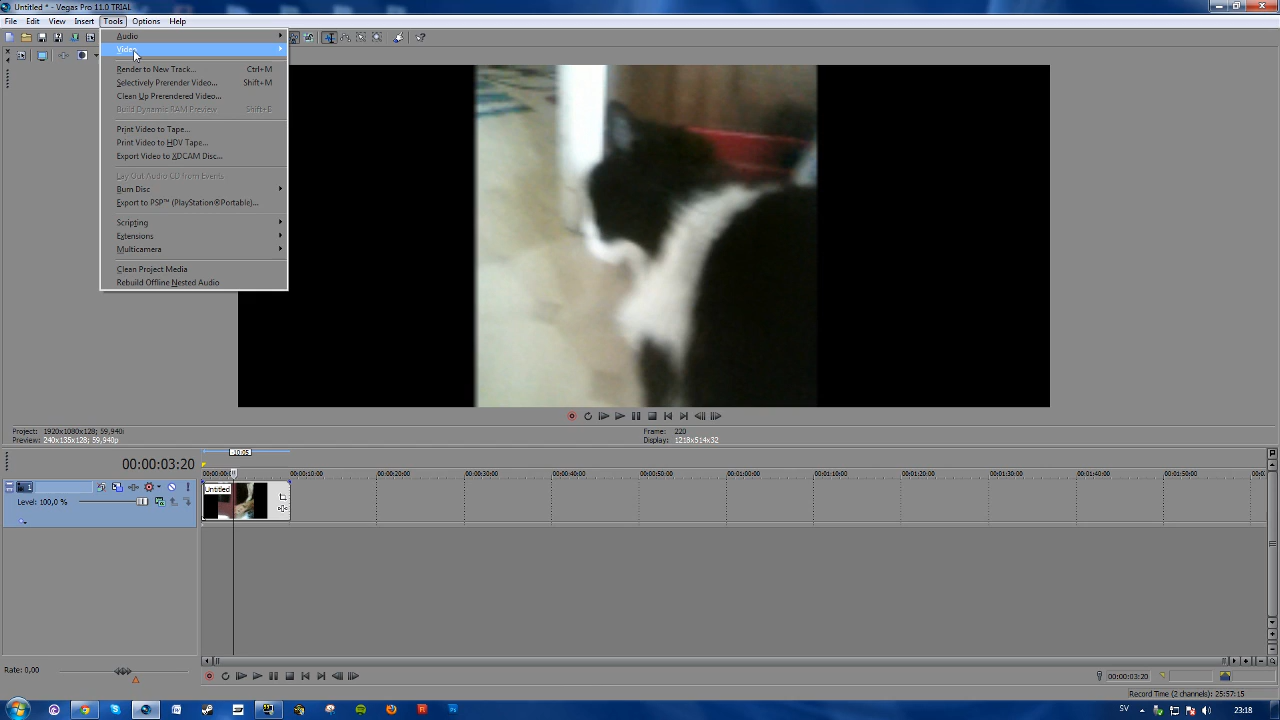 Untitled * - Vegas Pro 11.0 TRIAL
File Edit View Insert Tools Options Help
Audio
Video
Render to New Track... Ctrl+M
Selectively Prerender Video... Shift+M
Clean Up Prerendered Video...
Build Dynamic RAM Preview Shift+B
Print Video to Tape...
Print Video to HDV Tape...
Export Video to XDCAM Disc...
Lay Out Audio CD from Events
Burn Disc
Export to PSP™ (PlayStation®Portable)...
Scripting
Extensions
Multicamera
Clean Project Media
Rebuild Offline Nested Audio
Project: 1920x1080x128; 59,940i
Preview: 240x135x128; 59,940p
Frame: 220
Display: 1218x514x32
00:00:03:20
00:00:10;00 00:00:20;00 00:00:30;00 00:00:40;00 00:00:50;00 00:01:00;00 00:01:10;00 00:01:20;00 00:01:30;00 00:01:40;00 00:01:50;00
Level: 100,0 %
Untitled
Rate: 0,00
00:00:03:20
Record Time (2 channels): 25:57:15
SV
23:18